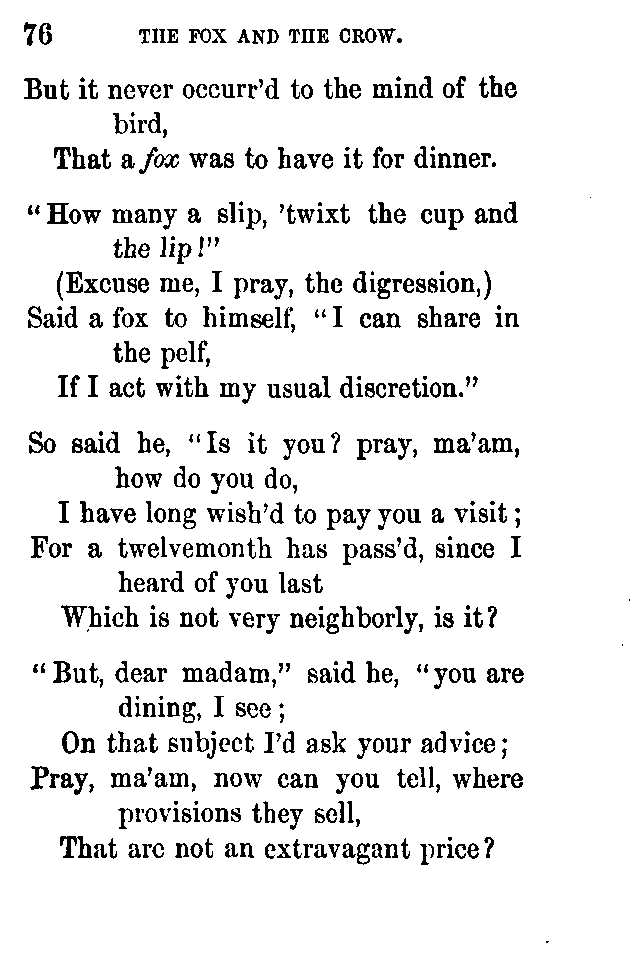 76 THE FOX AND THE CROW.
But it never occurr'd to the mind of the
bird,
That a fox was to have it for dinner.
"How many a slip, 'twixt the cup and
the lip!"
(Excuse me, I pray, the digression,)
Said a fox to himself, "I can share in
the pelf,
If I act with my usual discretion."
So said he, "Is it you? pray, ma'am,
how do you do,
I have long wish'd to pay you a visit;
For a twelvemonth has pass'd, since I
heard of you last
Which is not very neighborly, is it?
"But, dear madam," said he, "you are
dining, I see;
On that subject I'd ask your advice;
Pray, ma'am, now can you tell, where
provisions they sell,
That are not an extravagant price?